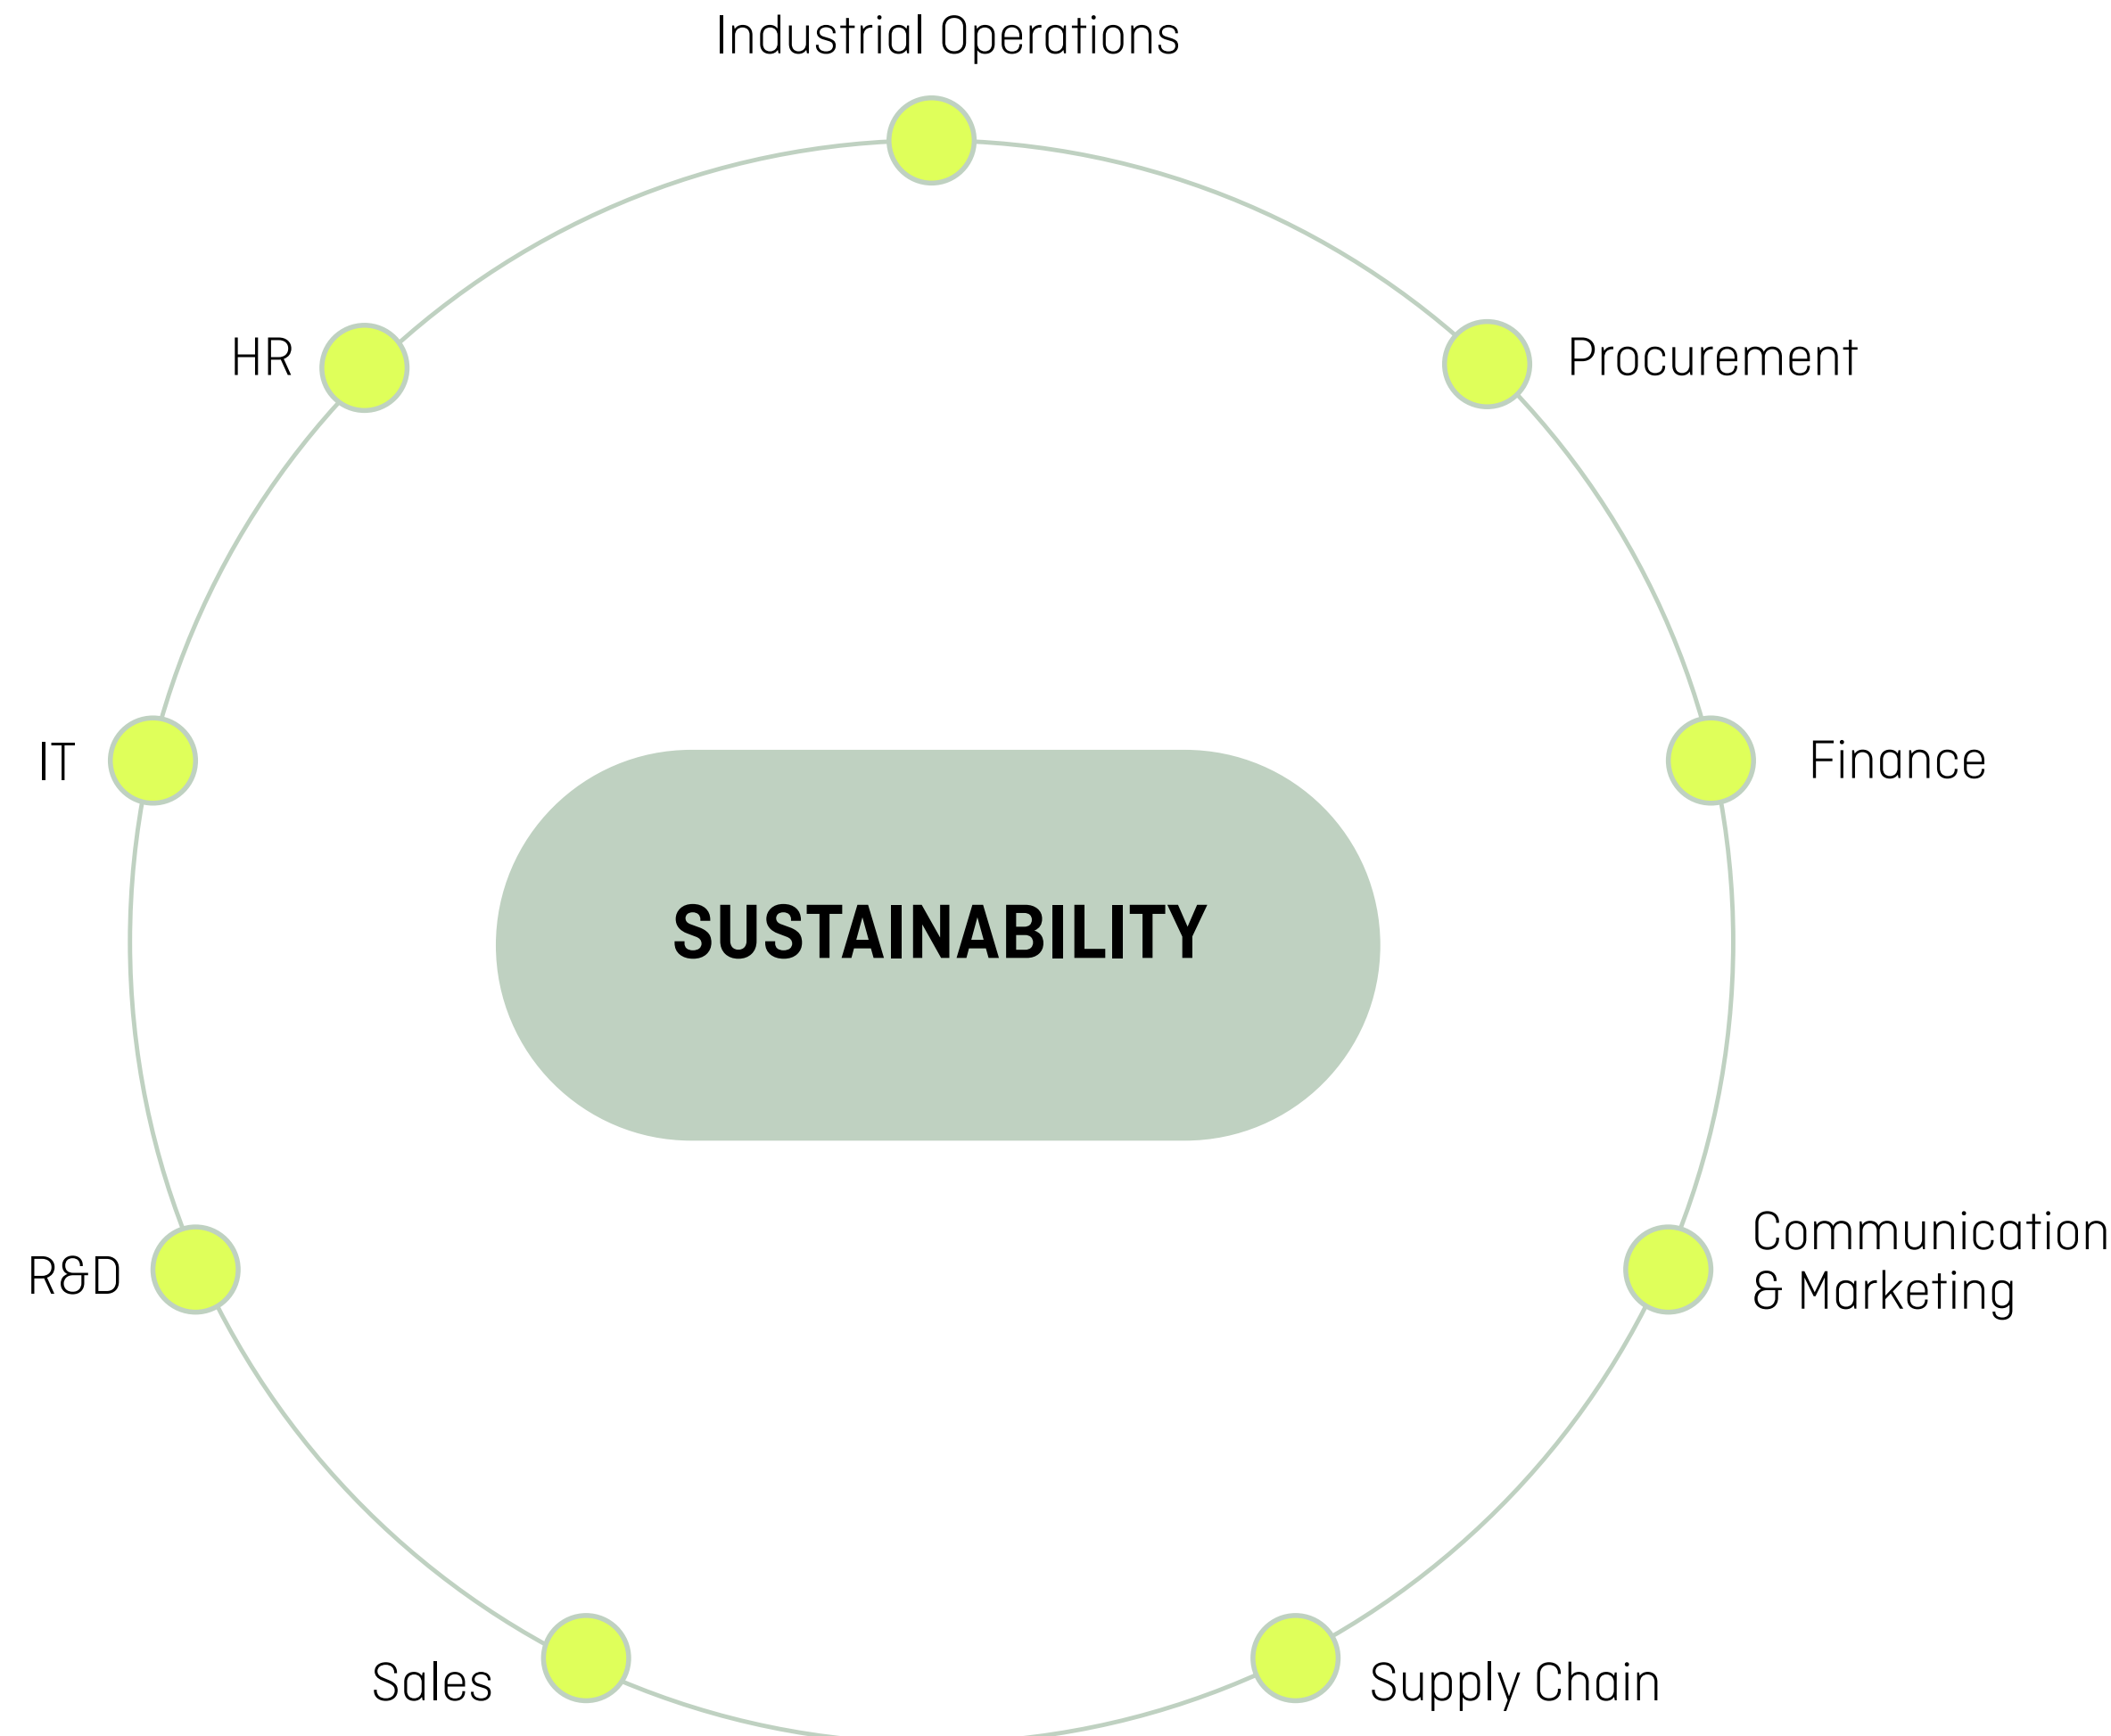 Industrial Operations
HR
Procurement
IT
Finance
SUSTAINABILITY
Communication
& Marketing
R&D
Sales
Supply Chain